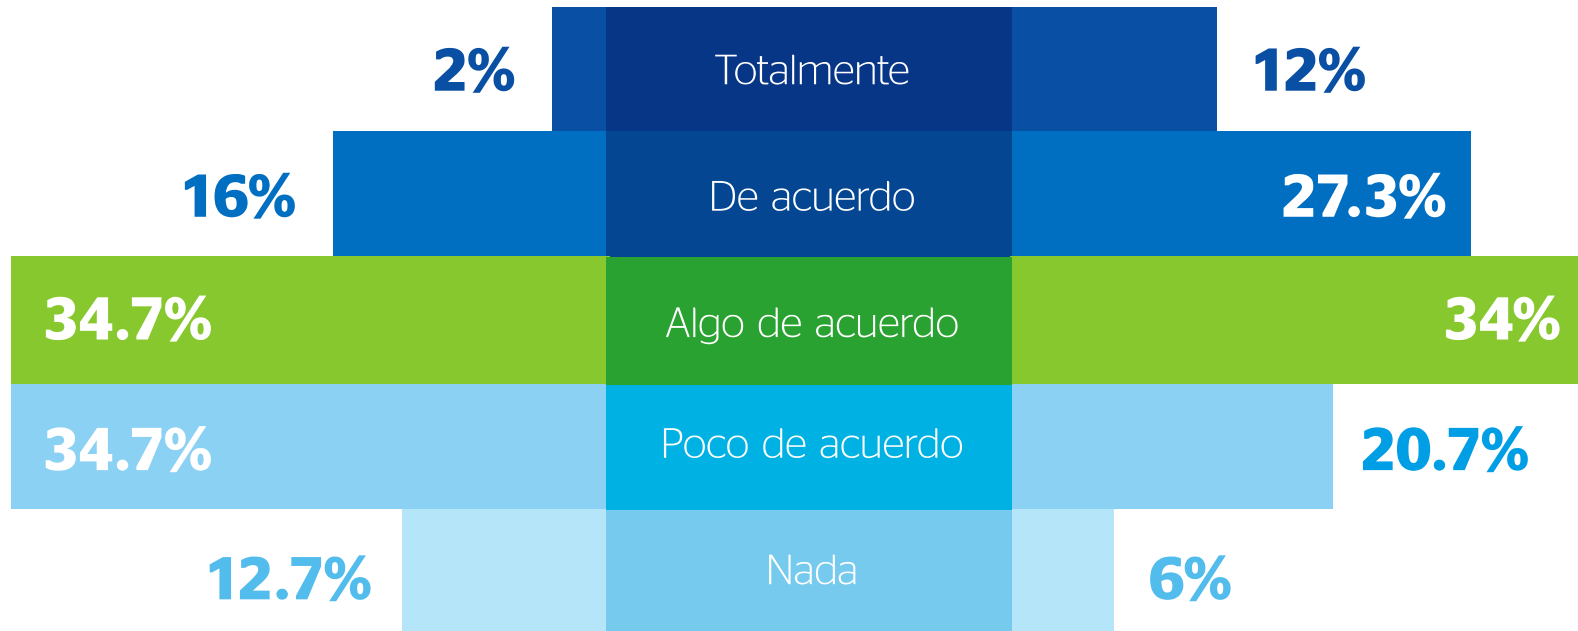 2% Totalmente 12%
16% De acuerdo 27.3%
34.7% Algo de acuerdo 34%
34.7% Poco de acuerdo 20.7%
12.7% Nada 6%